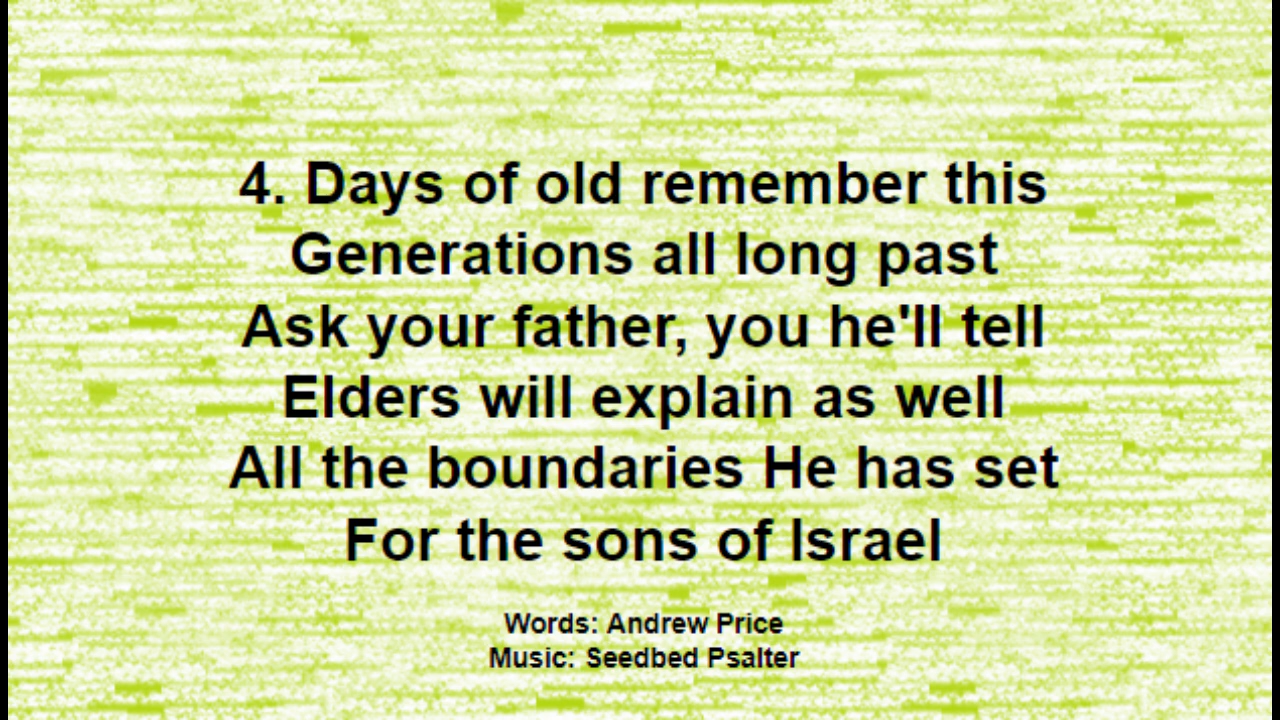 4. Days of old remember this
Generations all long past
Ask your father, you he'll tell
Elders will explain as well
All the boundaries He has set
For the sons of Israel
Words: Andrew Price
Music: Seedbed Psalter